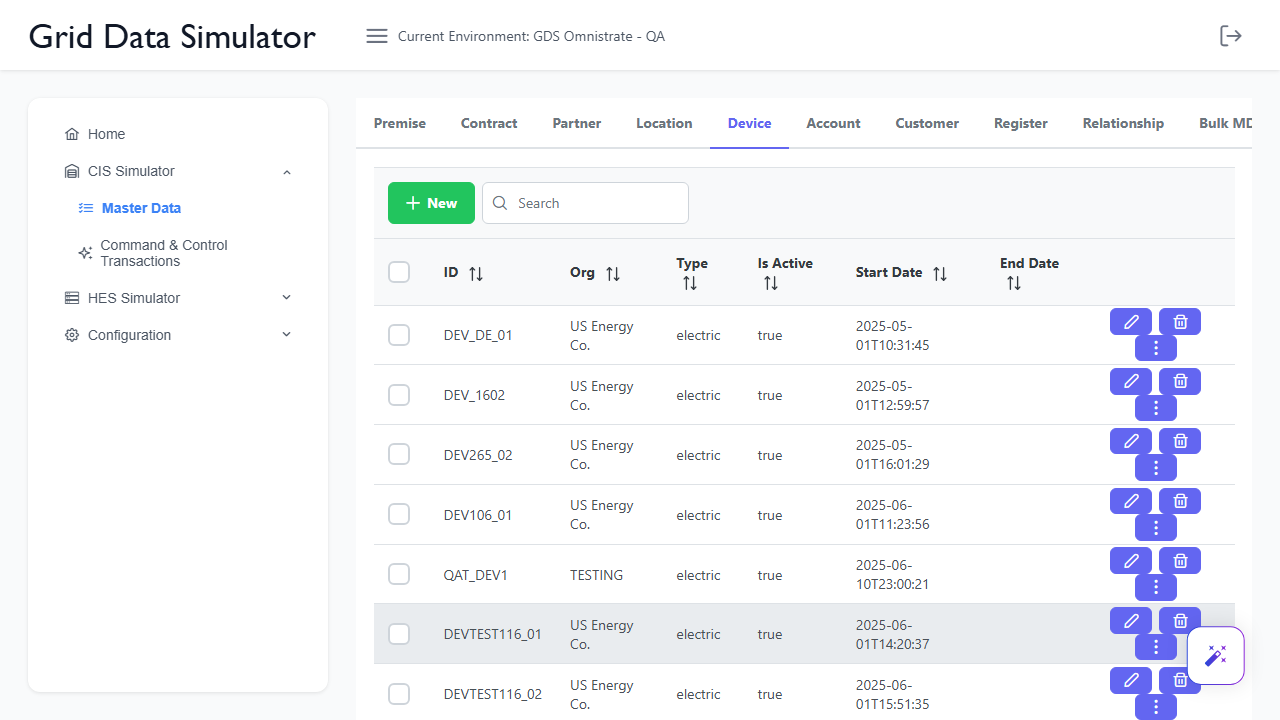 Grid Data Simulator
Current Environment: GDS Omnistrate - QA
Home
CIS Simulator
Master Data
Command & Control
Transactions
HES Simulator
Configuration
Premise Contract Partner Location Device Account Customer Register Relationship Bulk MD
New
Search
ID Org Type Is Active Start Date End Date
DEV_DE_01 US Energy Co. electric true 2025-05-01T10:31:45
DEV_1602 US Energy Co. electric true 2025-05-01T12:59:57
DEV265_02 US Energy Co. electric true 2025-05-01T16:01:29
DEV106_01 US Energy Co. electric true 2025-06-01T11:23:56
QAT_DEV1 TESTING electric true 2025-06-10T23:00:21
DEVTEST116_01 US Energy Co. electric true 2025-06-01T14:20:37
DEVTEST116_02 US Energy Co. electric true 2025-06-01T15:51:35